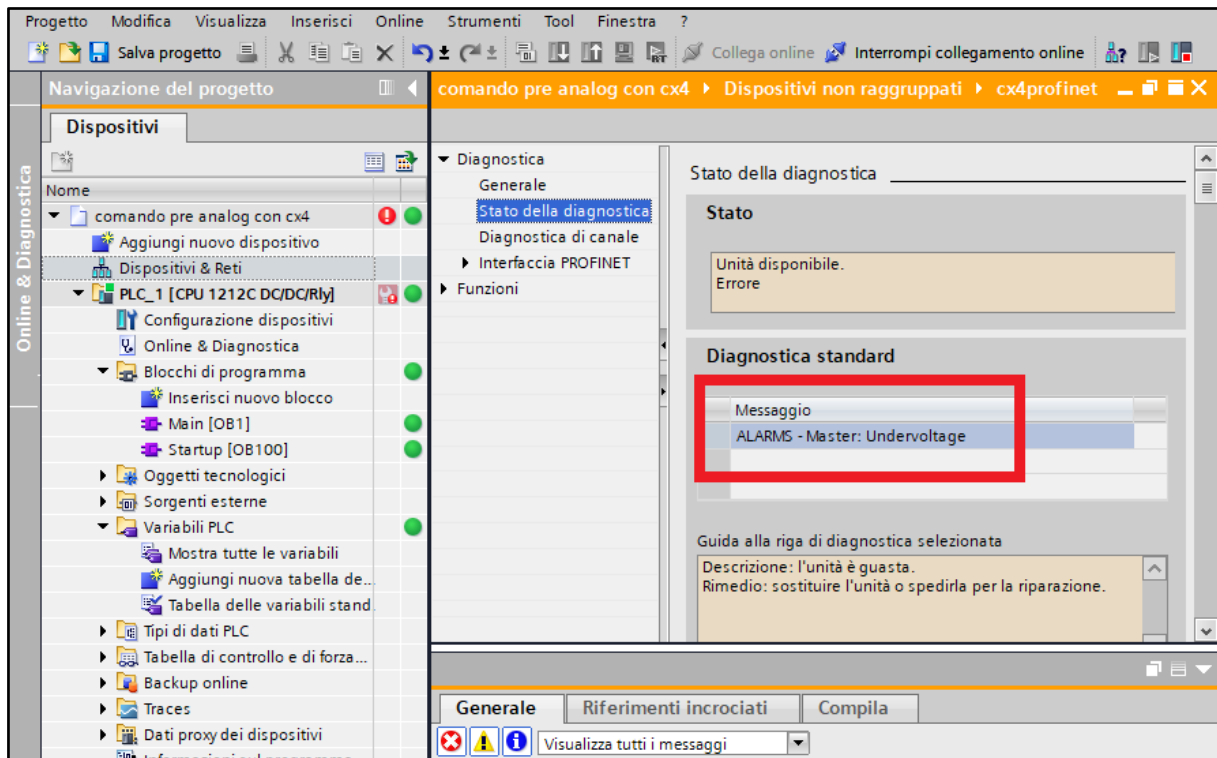 Progetto Modifica Visualizza Inserisci Online Strumenti Tool Finestra ?
Salva progetto Collega online Interrompi collegamento online
Navigazione del progetto
comando pre analog con cx4 Dispositivi non raggruppati cx4profinet
Dispositivi
Online & Diagnostica
Nome
comando pre analog con cx4
Aggiungi nuovo dispositivo
Dispositivi & Reti
PLC_1 [CPU 1212C DC/DC/Rly]
Configurazione dispositivi
Online & Diagnostica
Blocchi di programma
Inserisci nuovo blocco
Main [OB1]
Startup [OB100]
Oggetti tecnologici
Sorgenti esterne
Variabili PLC
Mostra tutte le variabili
Aggiungi nuova tabella de...
Tabella delle variabili stand
Tipi di dati PLC
Tabella di controllo e di forza...
Backup online
Traces
Dati proxy dei dispositivi
Diagnostica
Generale
Stato della diagnostica
Diagnostica di canale
Interfaccia PROFINET
Funzioni
Stato della diagnostica
Stato
Unità disponibile.
Errore
Diagnostica standard
Messaggio
ALARMS - Master: Undervoltage
Guida alla riga di diagnostica selezionata
Descrizione: l'unità è guasta.
Rimedio: sostituire l'unità o spedirla per la riparazione.
Generale Riferimenti incrociati Compila
Visualizza tutti i messaggi